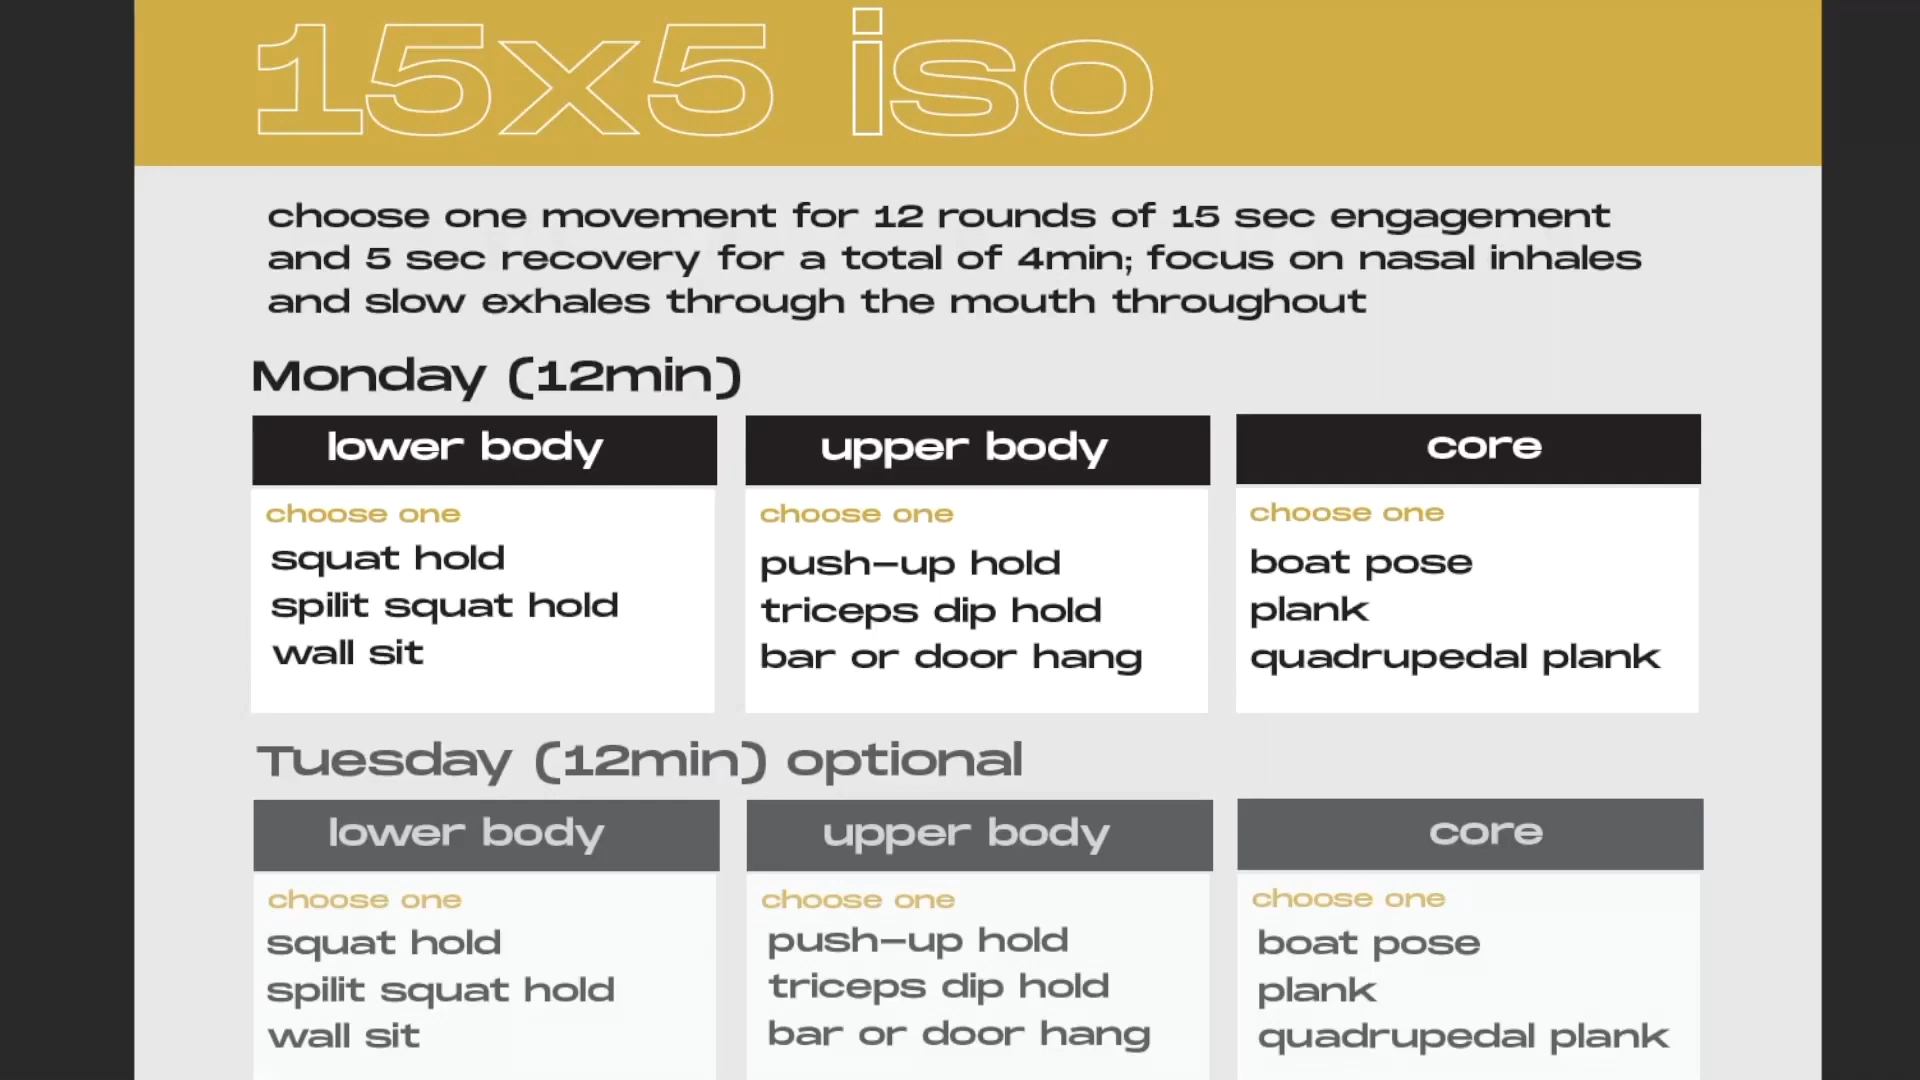 15x5 iso
choose one movement for 12 rounds of 15 sec engagement
and 5 sec recovery for a total of 4min; focus on nasal inhales
and slow exhales through the mouth throughout
Monday (12min)
lower body
choose one
squat hold
spilit squat hold
wall sit
upper body
choose one
push-up hold
triceps dip hold
bar or door hang
core
choose one
boat pose
plank
quadrupedal plank
Tuesday (12min) optional
lower body
choose one
squat hold
spilit squat hold
wall sit
upper body
choose one
push-up hold
triceps dip hold
bar or door hang
core
choose one
boat pose
plank
quadrupedal plank